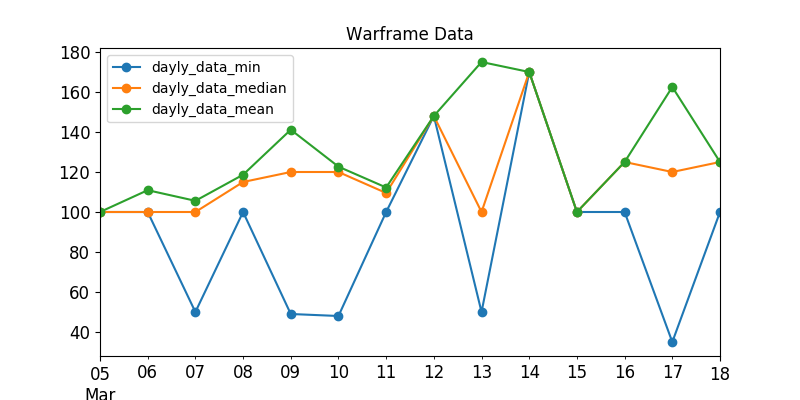 Warframe Data
180
160
140
120
100
80
60
40
dayly_data_min
dayly_data_median
dayly_data_mean
05 06 07 08 09 10 11 12 13 14 15 16 17 18
Mar